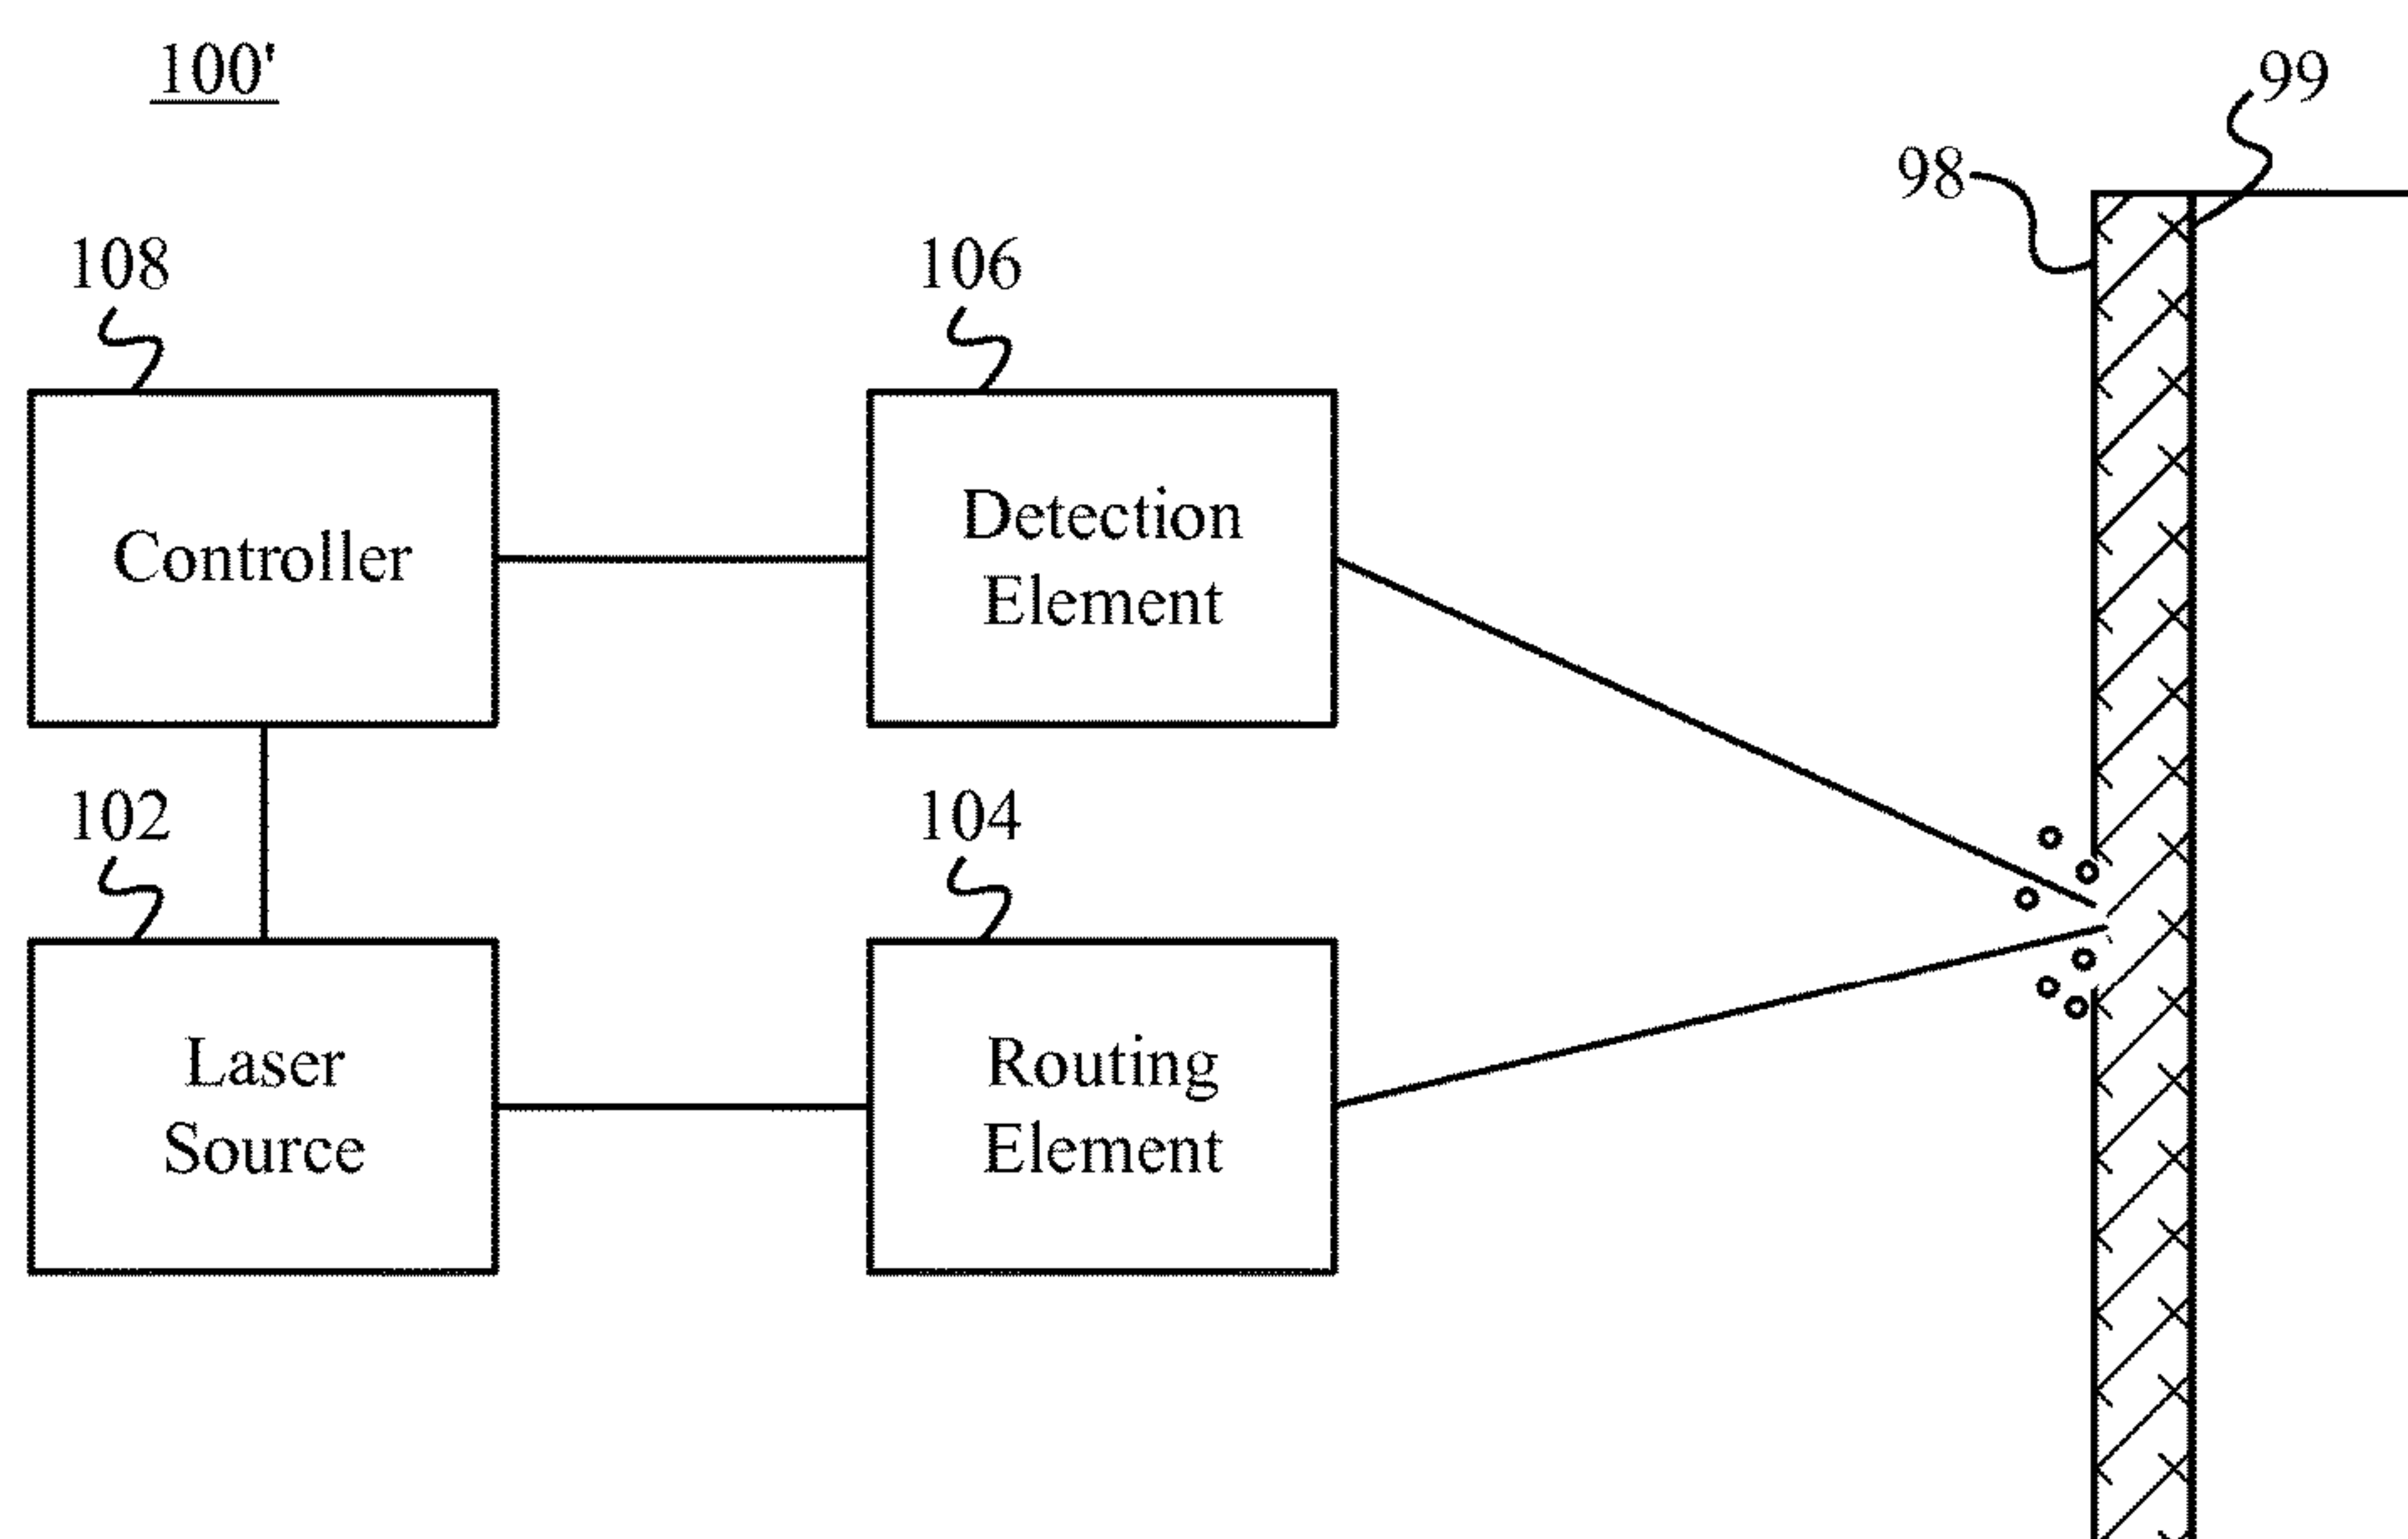 100'
99
98
108
106
Controller
Detection
Element
102
104
Laser
Source
Routing
Element